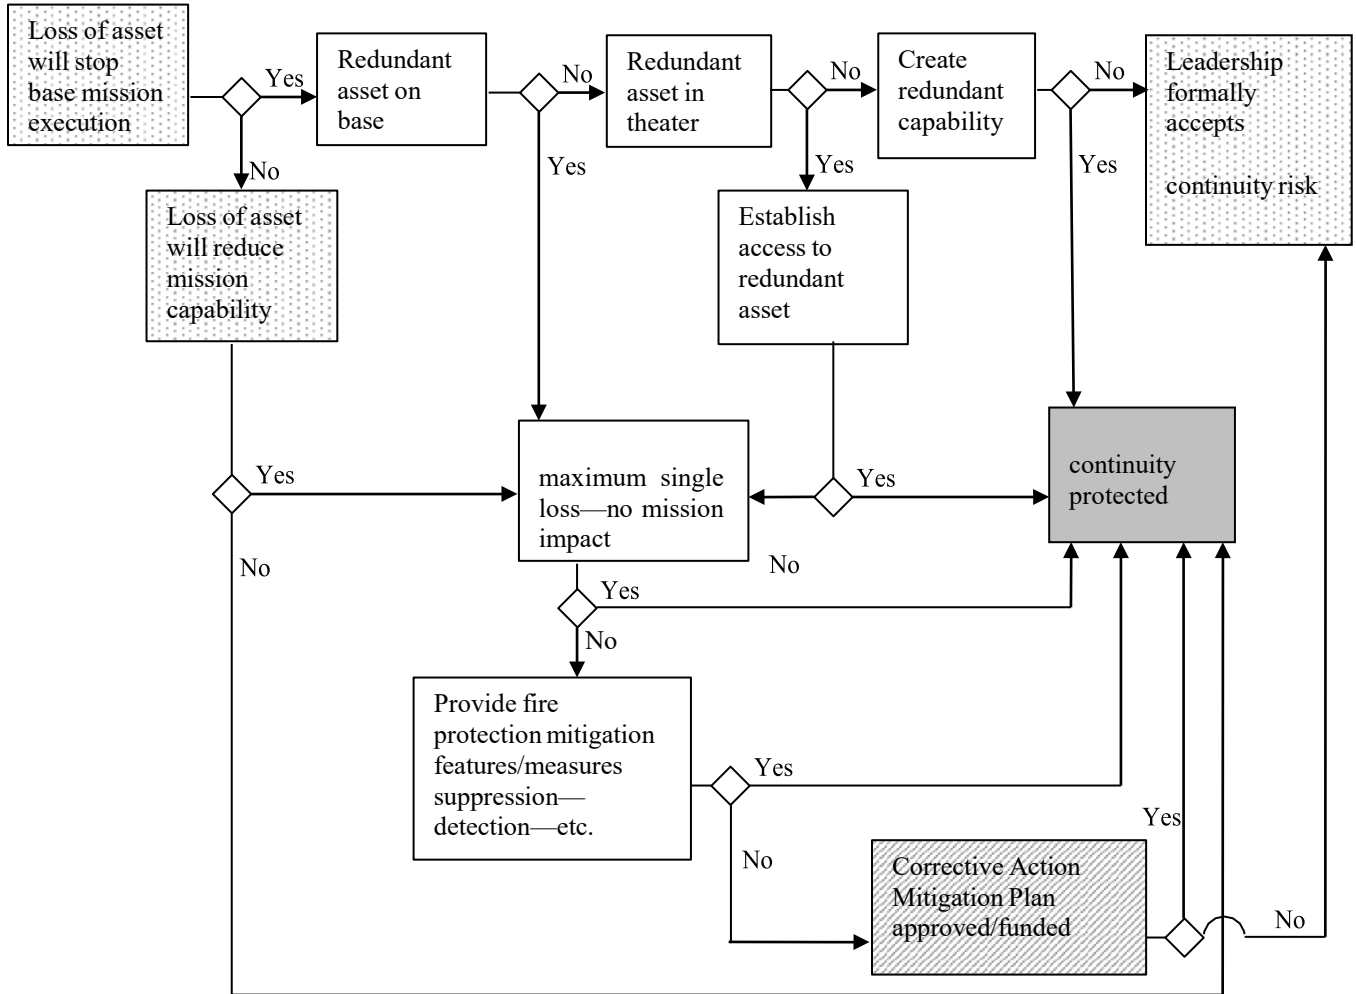 Loss of asset
will stop
base mission
execution
Yes
Redundant
asset on
base
No
Redundant
asset in
theater
No
Create
redundant
capability
No
Leadership
formally
accepts
continuity risk
No
Yes
Yes
Yes
Loss of asset
will reduce
mission
capability
Establish
access to
redundant
asset
Yes
maximum single
loss—no mission
impact
Yes
continuity
protected
No
No
Yes
No
Provide fire
protection mitigation
features/measures
suppression—
detection—etc.
Yes
No
Yes
Corrective Action
Mitigation Plan
approved/funded
No